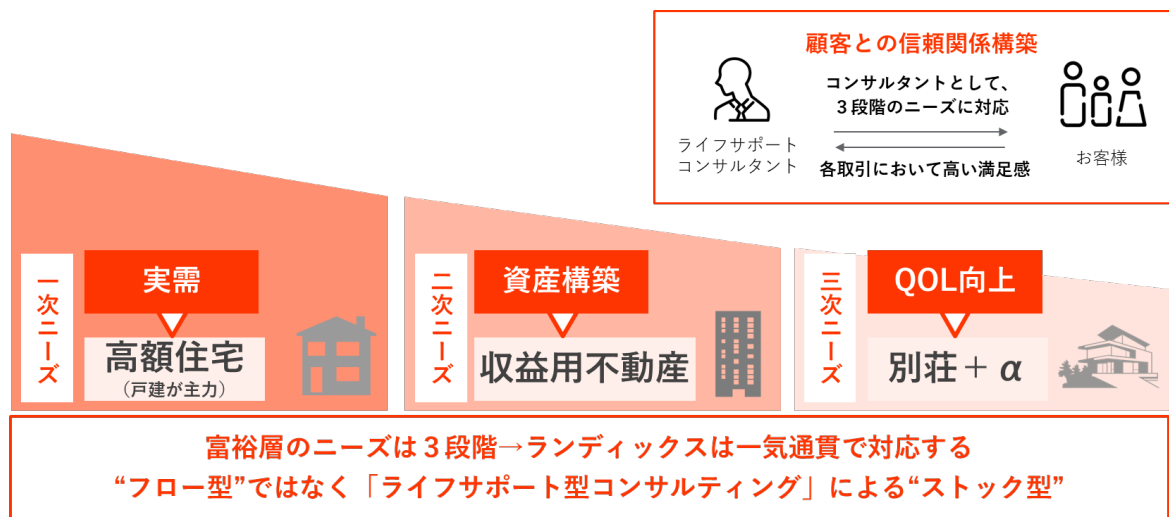 顧客との信頼関係構築
コンサルタントとして、
３段階のニーズに対応
ライフサポート
コンサルタント
お客様
各取引において高い満足感
一次ニーズ
実需
高額住宅
(戸建が主力)
二次ニーズ
資産構築
収益用不動産
三次ニーズ
QOL向上
別荘＋α
富裕層のニーズは３段階→ランディックスは一気通貫で対応する
“フロー型”ではなく「ライフサポート型コンサルティング」による“ストック型”